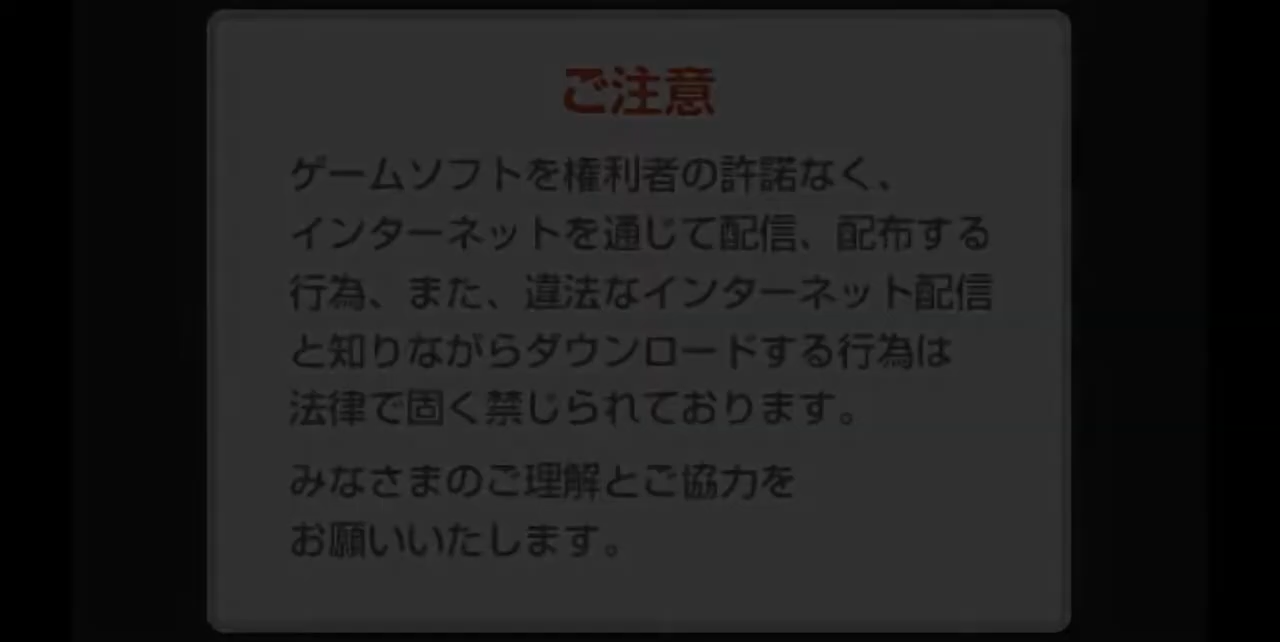 ご注意
ゲームソフトを権利者の許諾なく、
インターネットを通じて配信、配布する
行為、また、違法なインターネット配信
と知りながらダウンロードする行為は
法律で固く禁じられております。
みなさまのご理解とご協力を
お願いいたします。